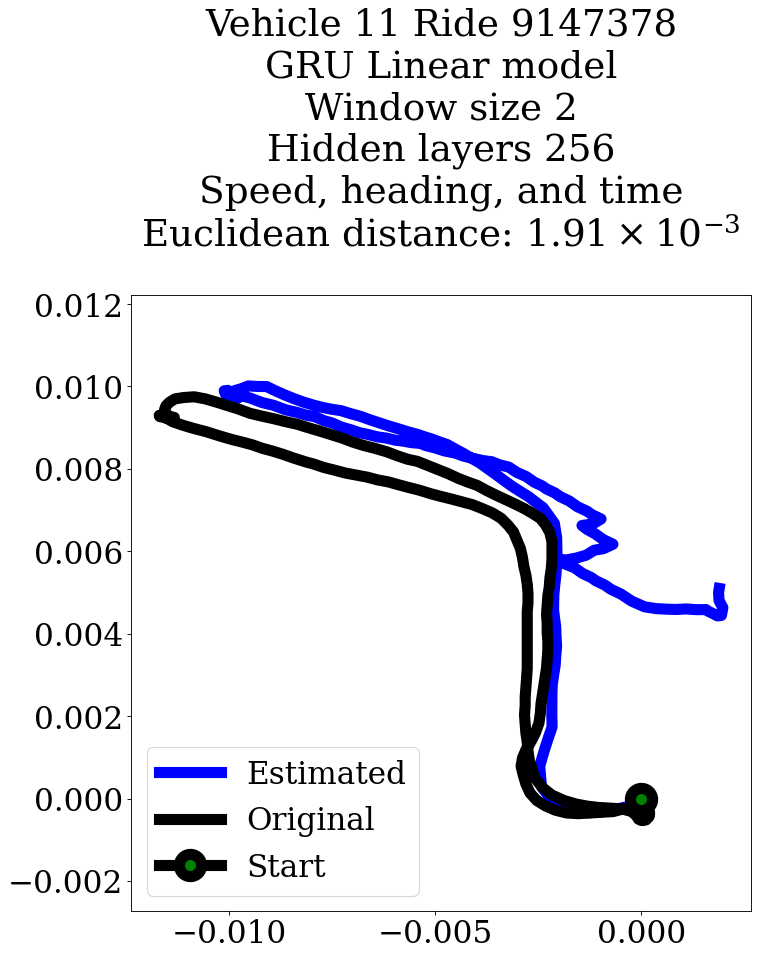 Vehicle 11 Ride 9147378
GRU Linear model
Window size 2
Hidden layers 256
Speed, heading, and time
Euclidean distance: 1.91 × 10⁻³
0.012
0.010
0.008
0.006
0.004
0.002
0.000
−0.002
Estimated
Original
Start
−0.010
−0.005
0.000